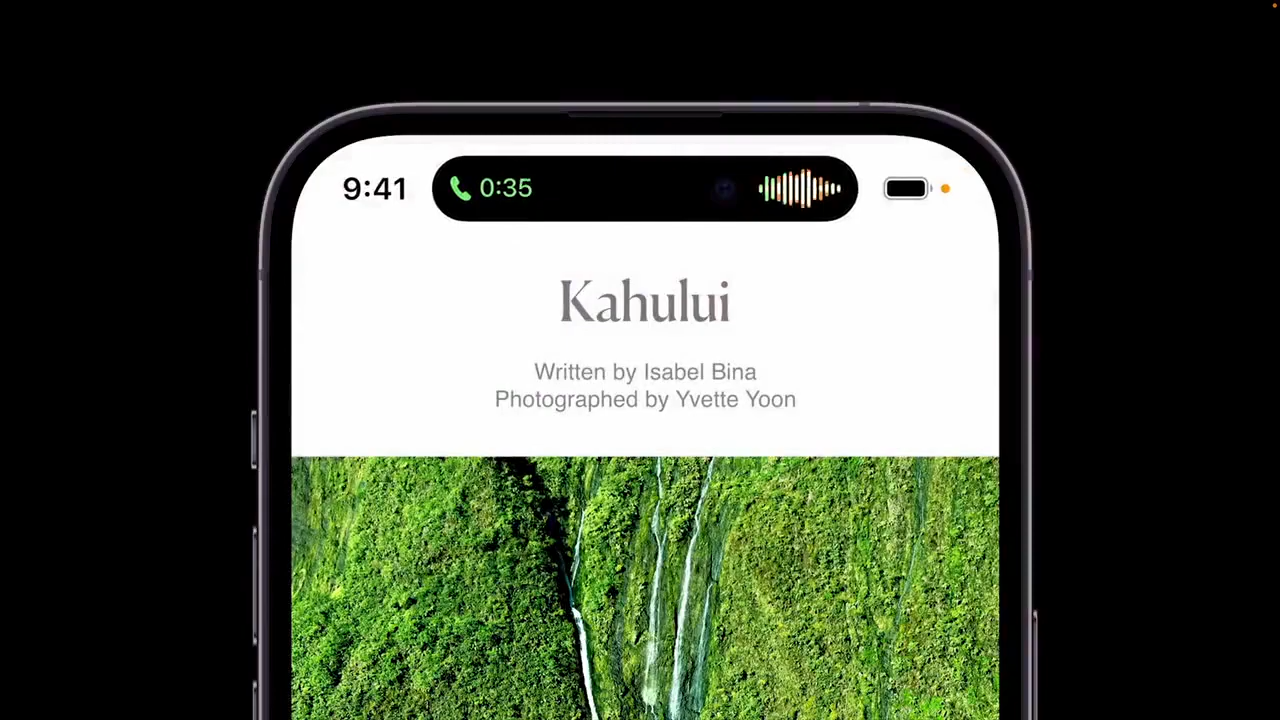 9:41
0:35
Kahului
Written by Isabel Bina
Photographed by Yvette Yoon